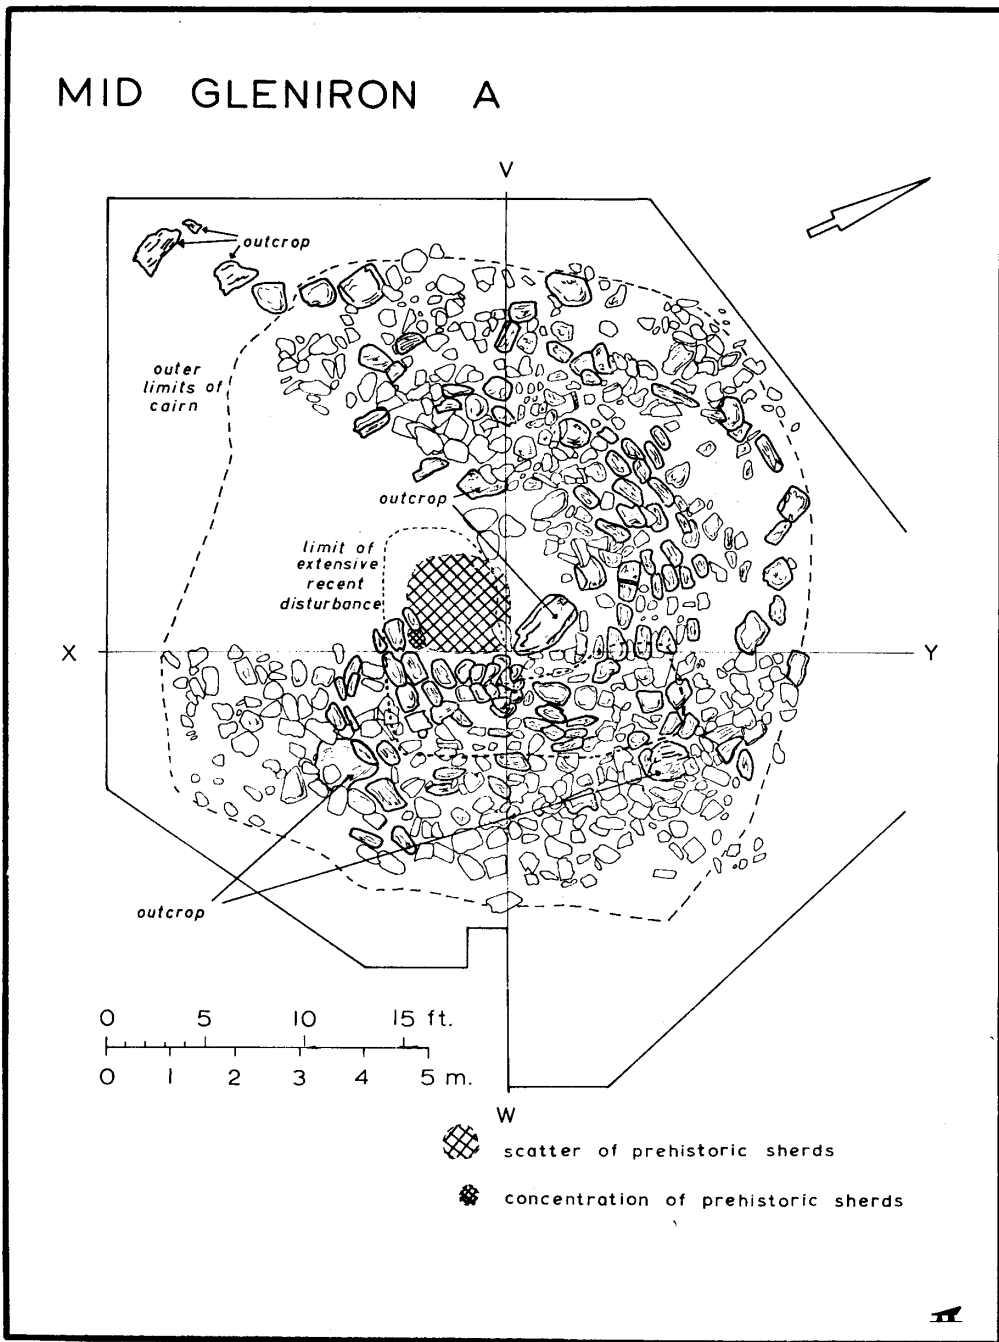 MID GLENIRON A
V
outcrop
outer
limits of
cairn
outcrop
limit of
extensive
recent
disturbance
X
Y
outcrop
0 5 10 15 ft.
0 1 2 3 4 5 m.
W
scatter of prehistoric sherds
concentration of prehistoric sherds